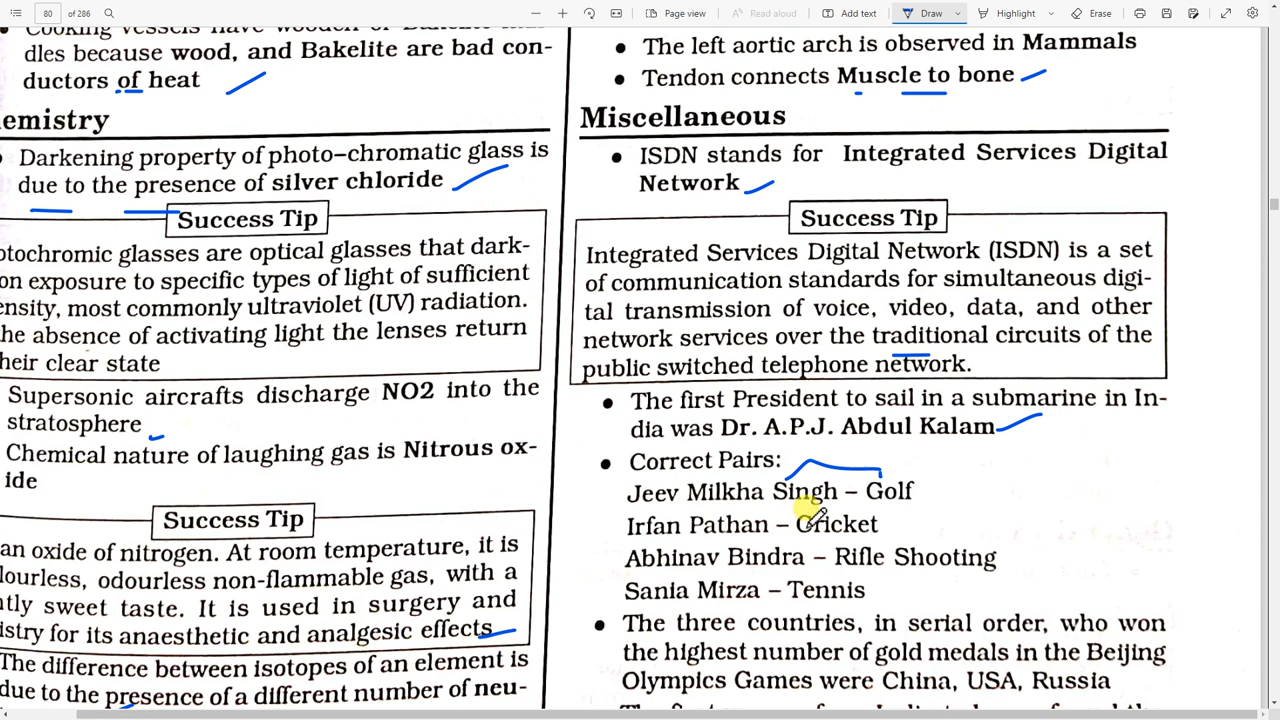 80 of 286
Page view
Read aloud
Add text
Draw
Highlight
Erase
dles because wood, and Bakelite are bad con-
ductors of heat
emistry
Darkening property of photo-chromatic glass is
due to the presence of silver chloride
Success Tip
otochromic glasses are optical glasses that dark-
on exposure to specific types of light of sufficient
ensity, most commonly ultraviolet (UV) radiation.
he absence of activating light the lenses return
heir clear state
Supersonic aircrafts discharge NO2 into the
stratosphere
Chemical nature of laughing gas is Nitrous ox-
ide
Success Tip
an oxide of nitrogen. At room temperature, it is
lourless, odourless non-flammable gas, with a
ntly sweet taste. It is used in surgery and
istry for its anaesthetic and analgesic effects
The difference between isotopes of an element is
due to the presence of a different number of neu-
• The left aortic arch is observed in Mammals
• Tendon connects Muscle to bone
Miscellaneous
• ISDN stands for Integrated Services Digital
Network
Success Tip
Integrated Services Digital Network (ISDN) is a set
of communication standards for simultaneous digi-
tal transmission of voice, video, data, and other
network services over the traditional circuits of the
public switched telephone network.
• The first President to sail in a submarine in In-
dia was Dr. A.P.J. Abdul Kalam
• Correct Pairs:
Jeev Milkha Singh – Golf
Irfan Pathan – Cricket
Abhinav Bindra – Rifle Shooting
Sania Mirza – Tennis
• The three countries, in serial order, who won
the highest number of gold medals in the Beijing
Olympics Games were China, USA, Russia